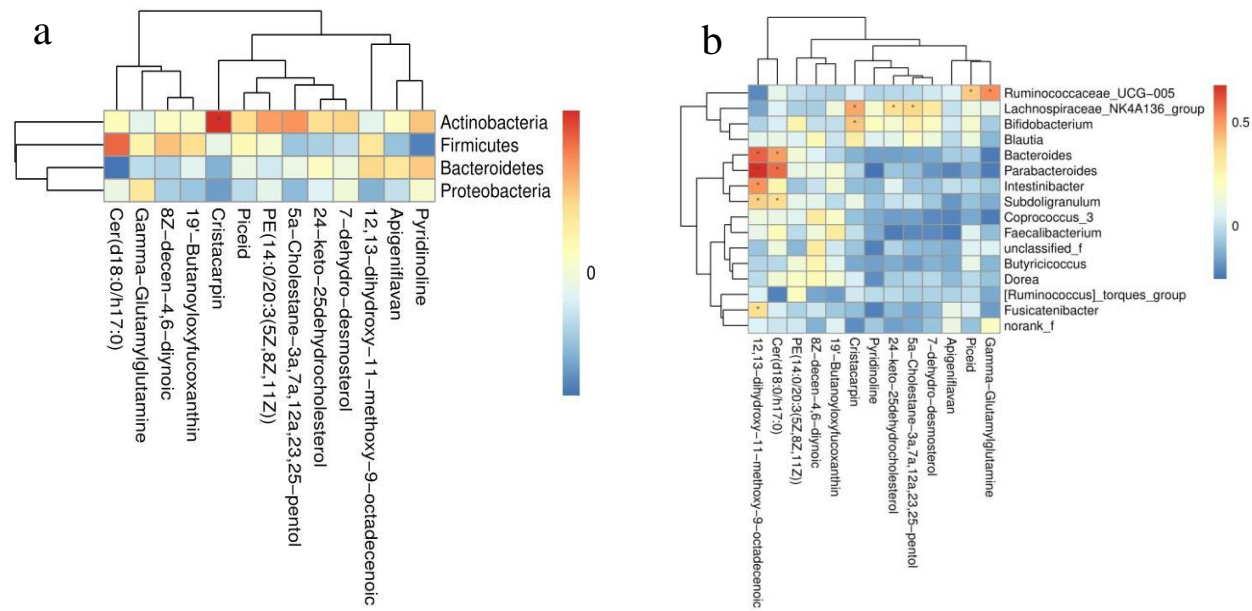 a
Actinobacteria
Firmicutes
Bacteroidetes
Proteobacteria
0
Cer(d18:0/h17:0)
Gamma−Glutamylglutamine
8Z−decen−4,6−diynoic
19'−Butanoyloxyfucoxanthin
Cristacarpin
Piceid
PE(14:0/20:3(5Z,8Z,11Z))
5a−Cholestane−3a,7a,12a,23,25−pentol
24−keto−25dehydrocholesterol
7−dehydro−desmosterol
12,13−dihydroxy−11−methoxy−9−octadecenoic
Apigeniflavan
Pyridinoline
b
Ruminococcaceae_UCG−005
Lachnospiraceae_NK4A136_group
Bifidobacterium
Blautia
Bacteroides
Parabacteroides
Intestinibacter
Subdoligranulum
Coprococcus_3
Faecalibacterium
unclassified_f
Butyricicoccus
Dorea
[Ruminococcus]_torques_group
Fusicatenibacter
norank_f
0.5
0
12,13−dihydroxy−11−methoxy−9−octadecenoic
Cer(d18:0/h17:0)
PE(14:0/20:3(5Z,8Z,11Z))
8Z−decen−4,6−diynoic
19'−Butanoyloxyfucoxanthin
Cristacarpin
Pyridinoline
24−keto−25dehydrocholesterol
5a−Cholestane−3a,7a,12a,23,25−pentol
7−dehydro−desmosterol
Apigeniflavan
Piceid
Gamma−Glutamylglutamine